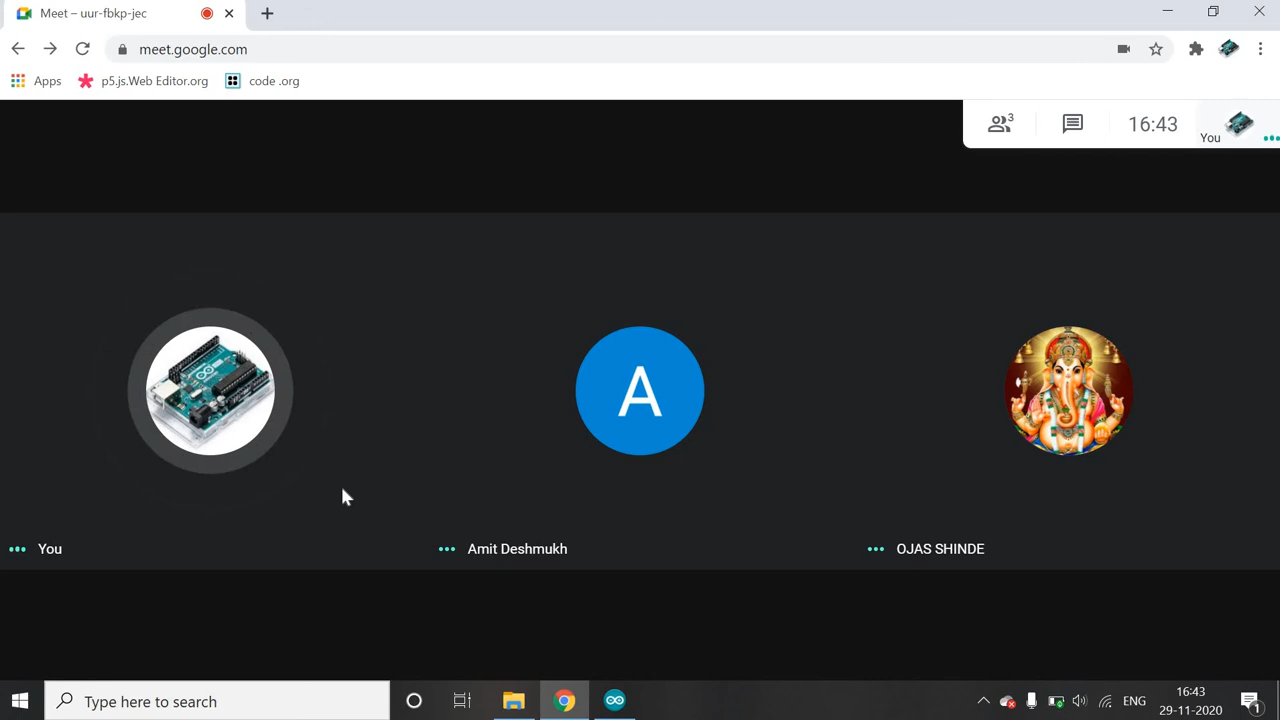 Meet – uur-fbkp-jec
meet.google.com
Apps p5.js.Web Editor.org code .org
3 16:43 You
A
You Amit Deshmukh OJAS SHINDE
Type here to search
ENG
16:43
29-11-2020
1